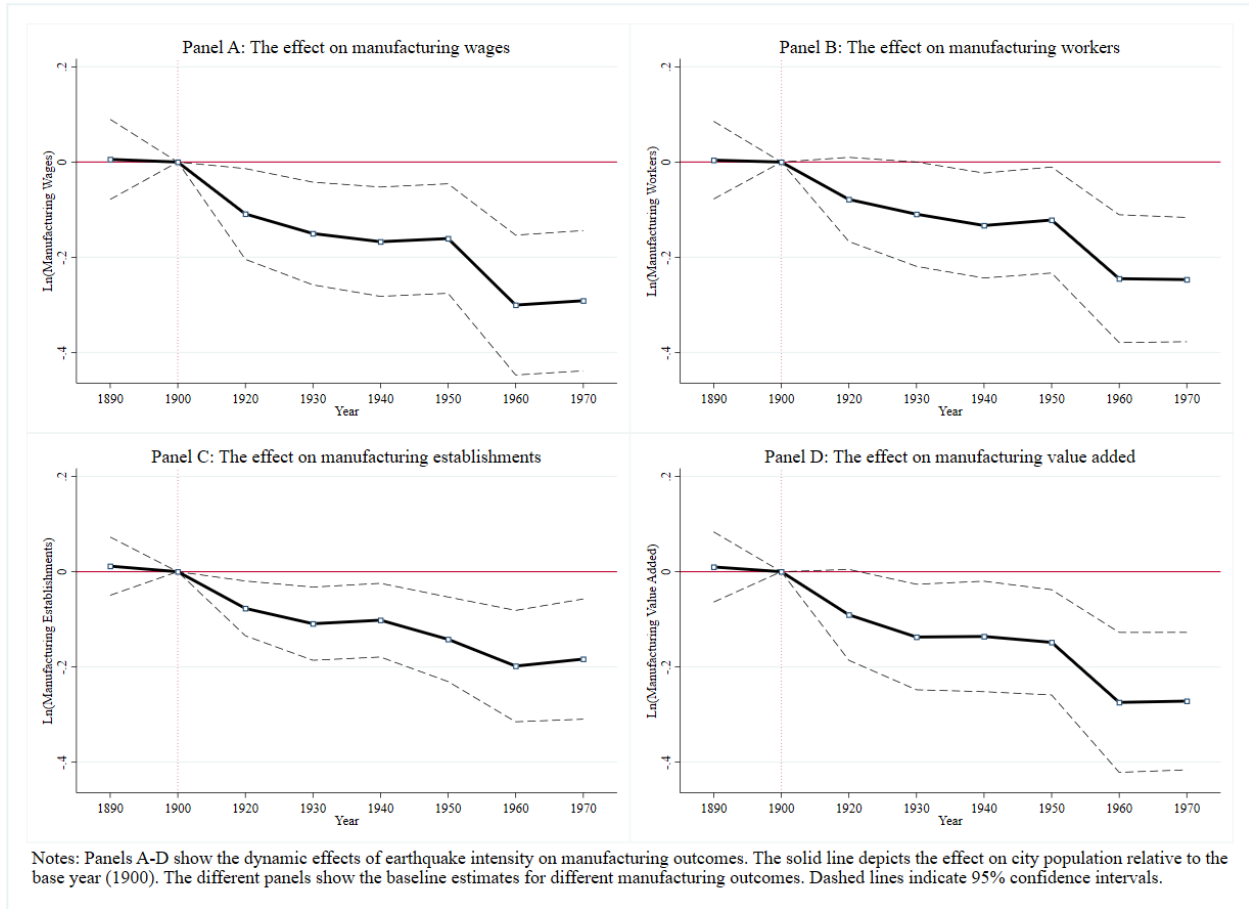 Panel A: The effect on manufacturing wages
Ln(Manufacturing Wages)
.2
0
-.2
-.4
1890 1900 1920 1930 1940 1950 1960 1970
Year
Panel B: The effect on manufacturing workers
Ln(Manufacturing Workers)
.2
0
-.2
-.4
1890 1900 1920 1930 1940 1950 1960 1970
Year
Panel C: The effect on manufacturing establishments
Ln(Manufacturing Establishments)
.2
0
-.2
-.4
1890 1900 1920 1930 1940 1950 1960 1970
Year
Panel D: The effect on manufacturing value added
Ln(Manufacturing Value Added)
.2
0
-.2
-.4
1890 1900 1920 1930 1940 1950 1960 1970
Year
Notes: Panels A-D show the dynamic effects of earthquake intensity on manufacturing outcomes. The solid line depicts the effect on city population relative to the
base year (1900). The different panels show the baseline estimates for different manufacturing outcomes. Dashed lines indicate 95% confidence intervals.